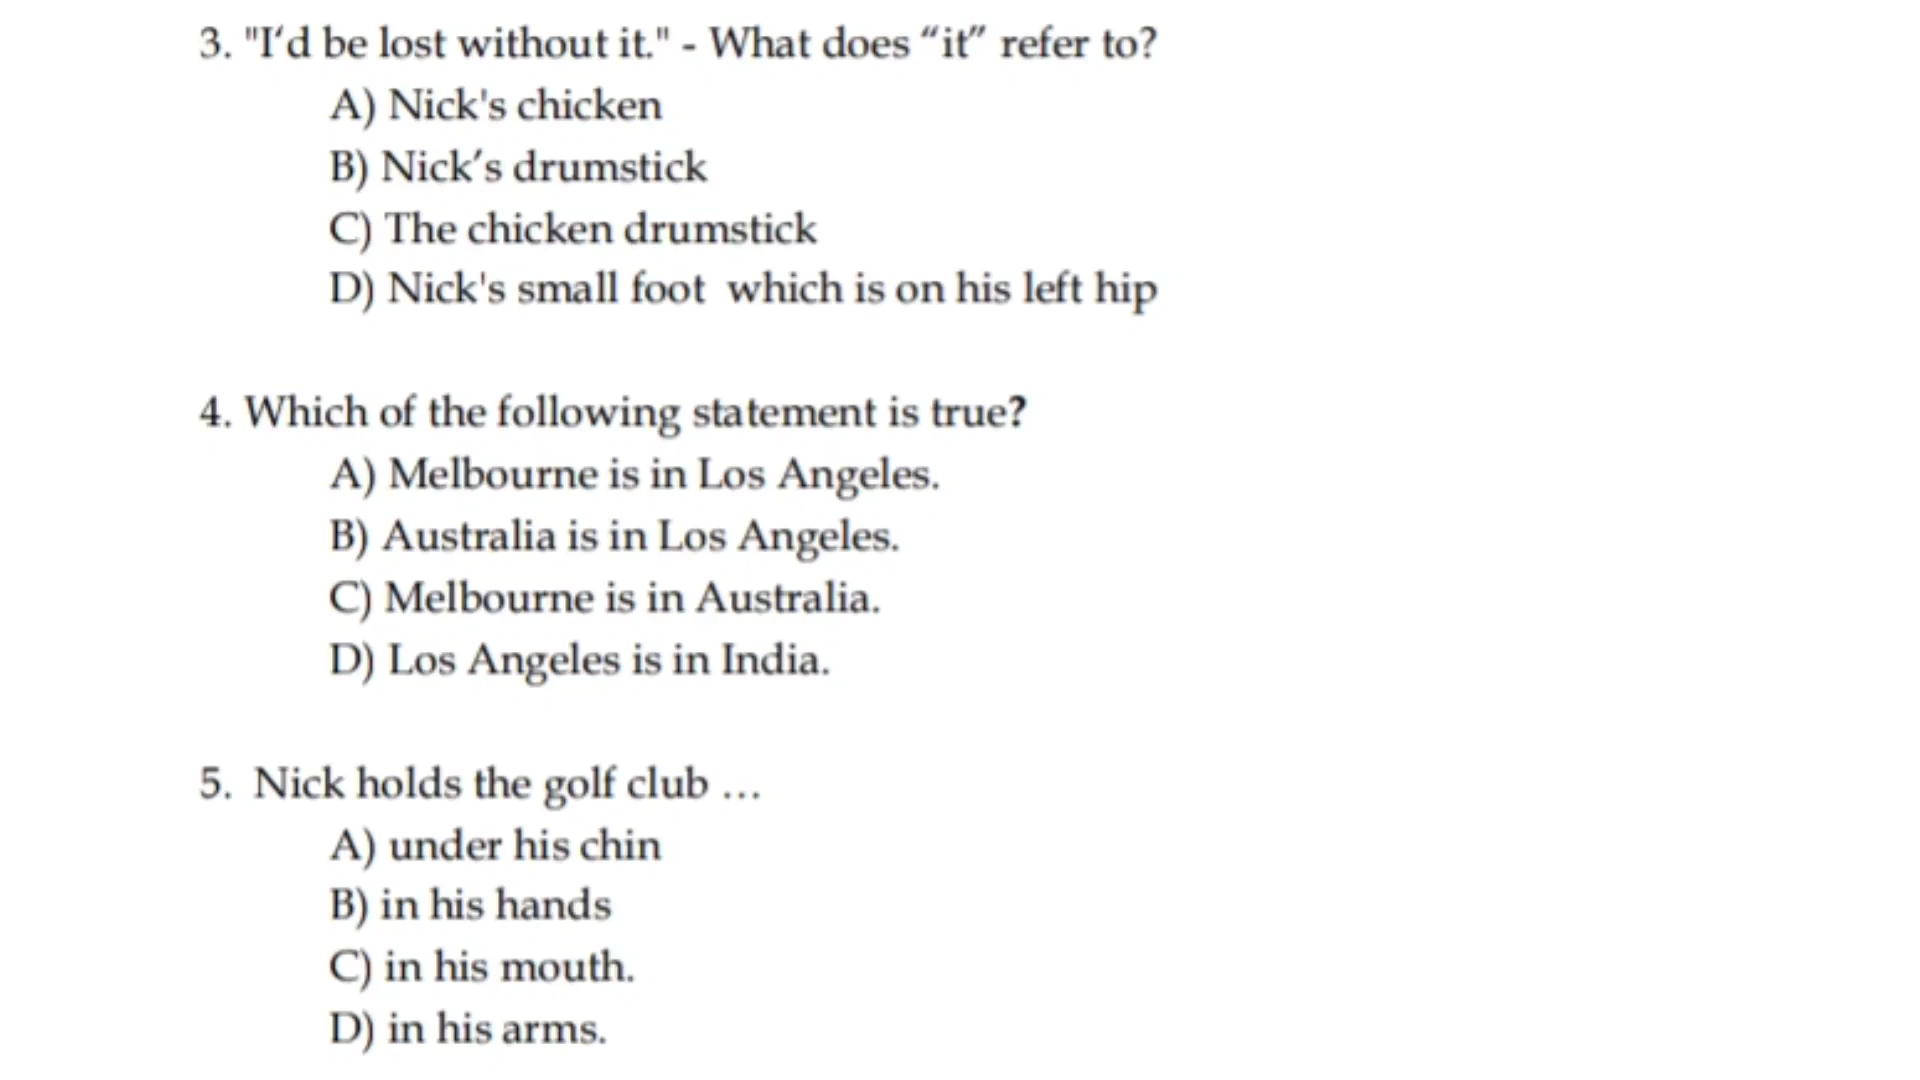 3. "I’d be lost without it." - What does “it” refer to?
A) Nick's chicken
B) Nick’s drumstick
C) The chicken drumstick
D) Nick's small foot which is on his left hip
4. Which of the following statement is true?
A) Melbourne is in Los Angeles.
B) Australia is in Los Angeles.
C) Melbourne is in Australia.
D) Los Angeles is in India.
5. Nick holds the golf club …
A) under his chin
B) in his hands
C) in his mouth.
D) in his arms.